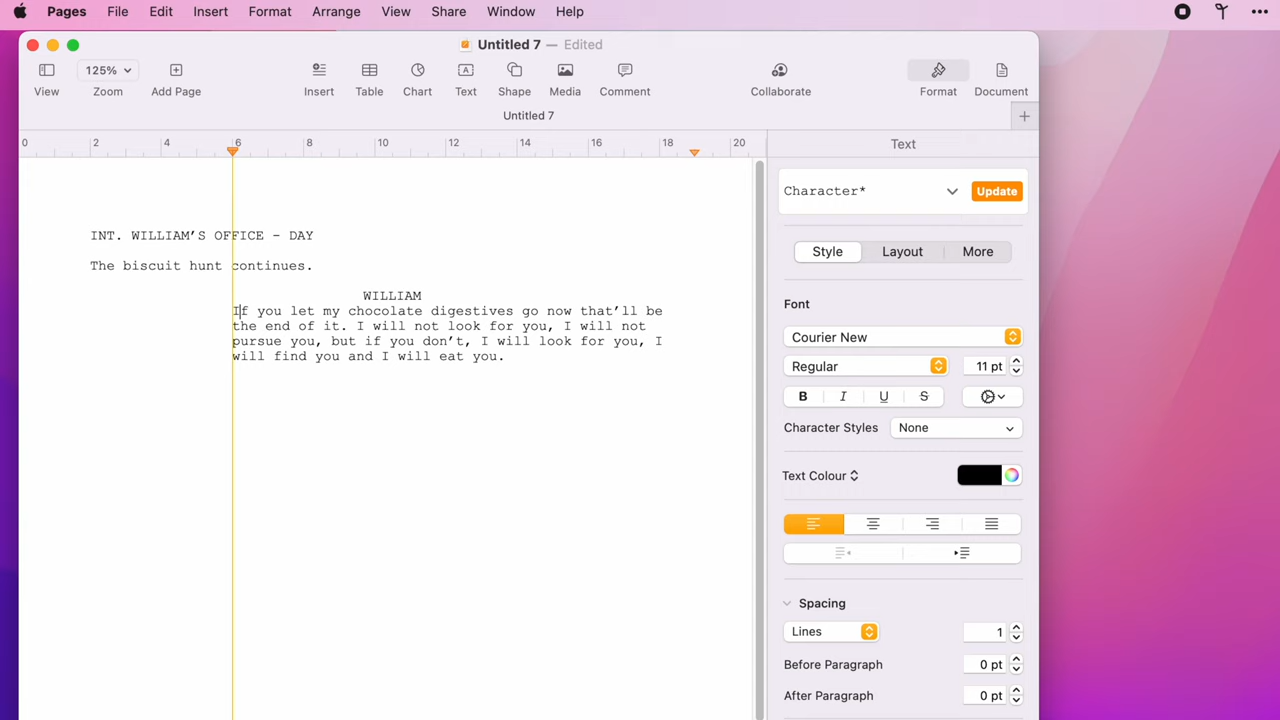 Pages File Edit Insert Format Arrange View Share Window Help
Untitled 7 — Edited
125%
View Zoom Add Page Insert Table Chart Text Shape Media Comment Collaborate Format Document
Untitled 7
0 2 4 6 8 10 12 14 16 18 20
Text
Character*
Update
INT. WILLIAM’S OFFICE – DAY
The biscuit hunt continues.
WILLIAM
If you let my chocolate digestives go now that’ll be
the end of it. I will not look for you, I will not
pursue you, but if you don’t, I will look for you, I
will find you and I will eat you.
Style Layout More
Font
Courier New
Regular 11 pt
B I U S
Character Styles None
Text Colour
Spacing
Lines 1
Before Paragraph 0 pt
After Paragraph 0 pt